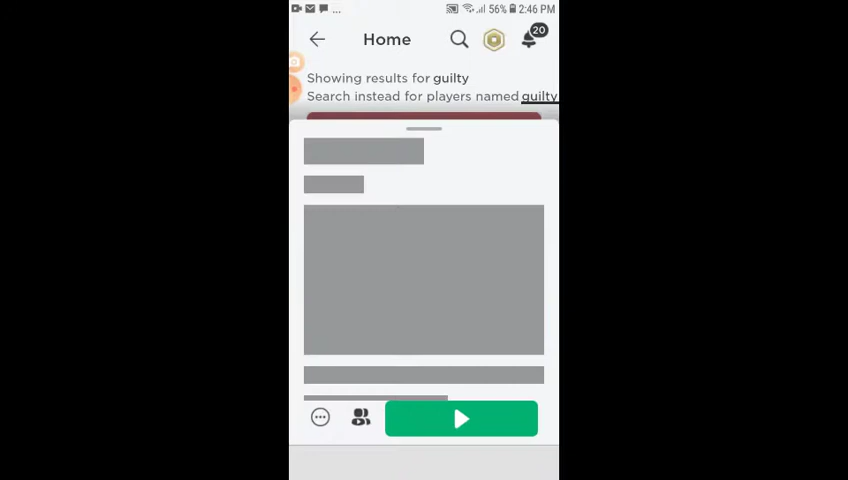 ... 56% 2:46 PM
Home
20
Showing results for guilty
Search instead for players named guilty